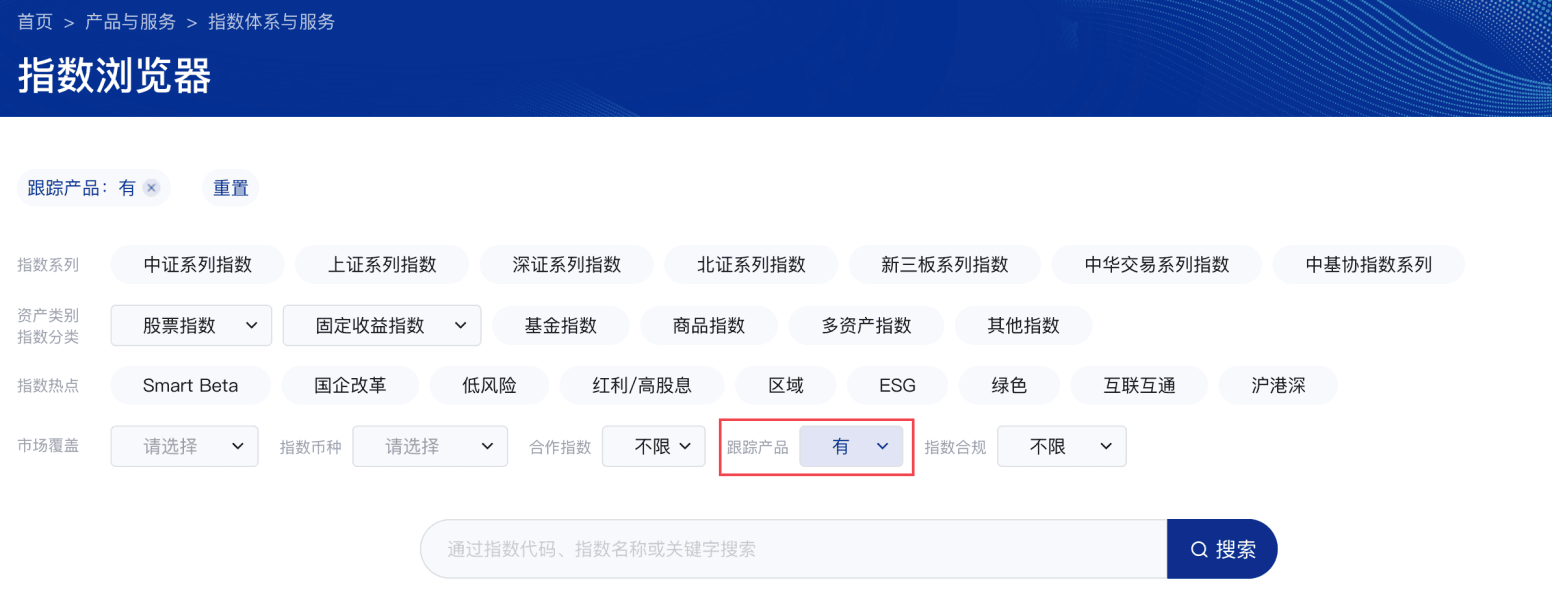 首页 > 产品与服务 > 指数体系与服务
指数浏览器
跟踪产品：有 重置
指数系列 中证系列指数 上证系列指数 深证系列指数 北证系列指数 新三板系列指数 中华交易系列指数 中基协指数系列
资产类别
指数分类 股票指数 固定收益指数 基金指数 商品指数 多资产指数 其他指数
指数热点 Smart Beta 国企改革 低风险 红利/高股息 区域 ESG 绿色 互联互通 沪港深
市场覆盖 请选择 指数币种 请选择 合作指数 不限 跟踪产品 有 指数合规 不限
通过指数代码、指数名称或关键字搜索 搜索